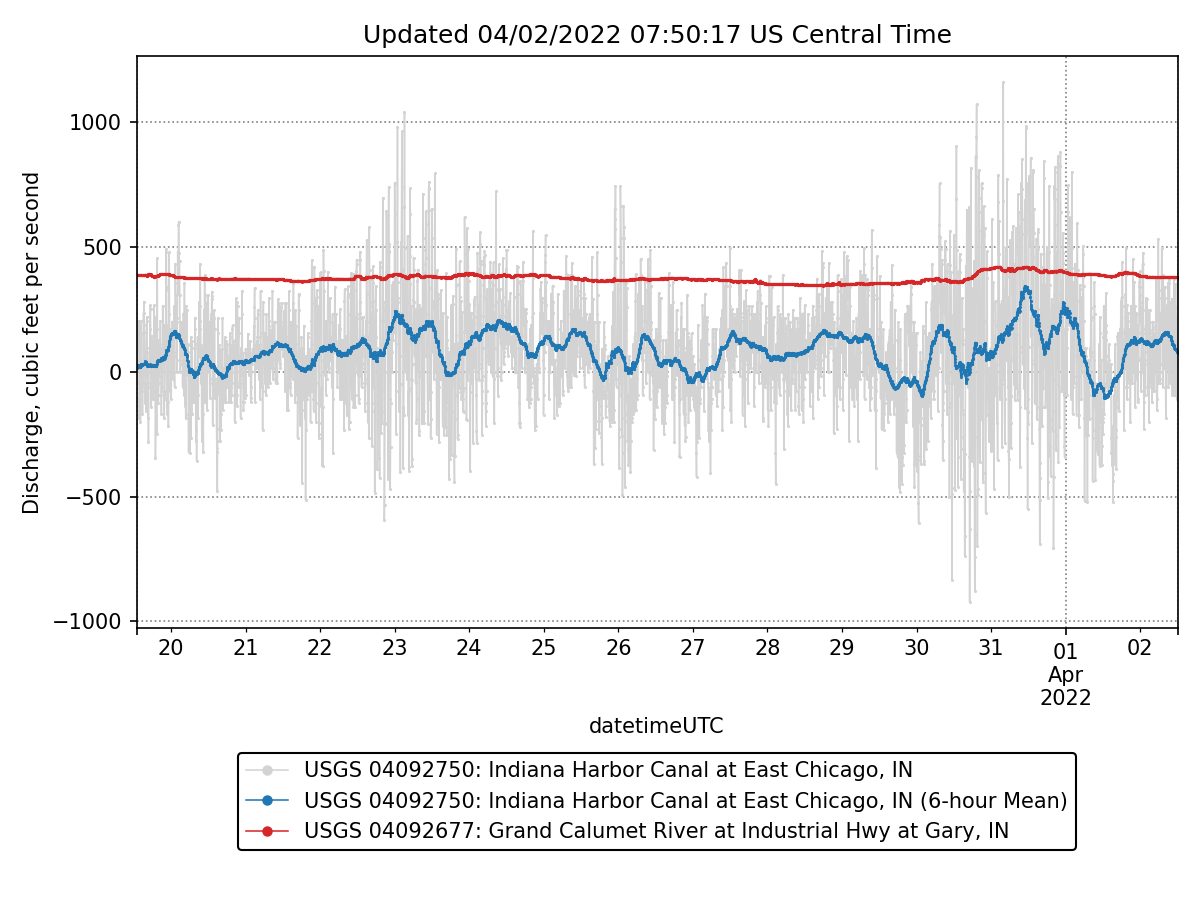 Updated 04/02/2022 07:50:17 US Central Time
Discharge, cubic feet per second
1000
500
0
−500
−1000
20 21 22 23 24 25 26 27 28 29 30 31 01 02
Apr
2022
datetimeUTC
USGS 04092750: Indiana Harbor Canal at East Chicago, IN
USGS 04092750: Indiana Harbor Canal at East Chicago, IN (6-hour Mean)
USGS 04092677: Grand Calumet River at Industrial Hwy at Gary, IN